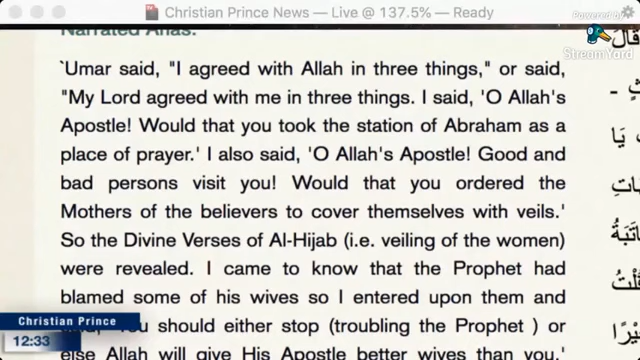 Christian Prince News — Live @ 137.5% — Ready
Powered by
StreamYard
Narrated Anas:
`Umar said, "I agreed with Allah in three things," or said,
"My Lord agreed with me in three things. I said, 'O Allah's
Apostle! Would that you took the station of Abraham as a
place of prayer.' I also said, 'O Allah's Apostle! Good and
bad persons visit you! Would that you ordered the
Mothers of the believers to cover themselves with veils.'
So the Divine Verses of Al-Hijab (i.e. veiling of the women)
were revealed. I came to know that the Prophet had
blamed some of his wives so I entered upon them and
should either stop (troubling the Prophet ) or
else Allah will give His Apostle better wives than you.'
Christian Prince
12:33